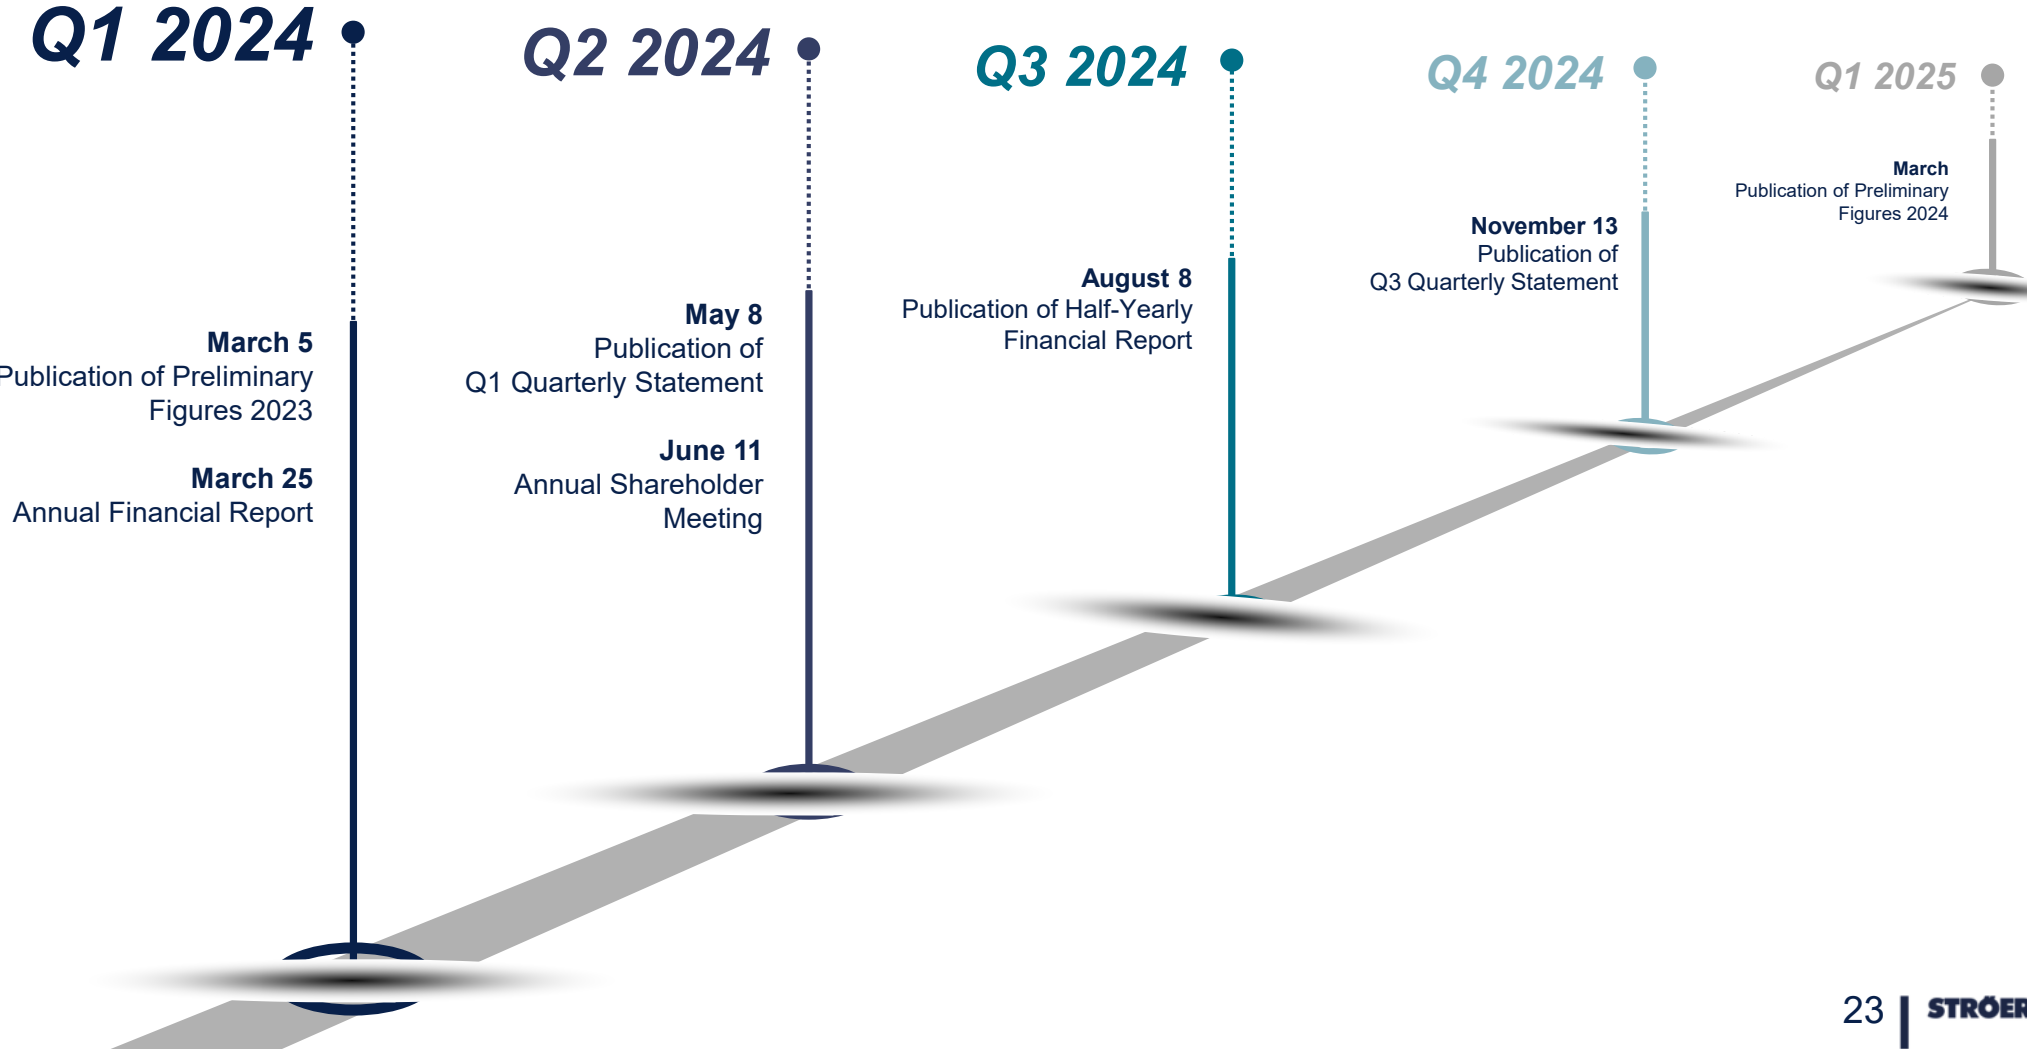 Q1 2024
March 5
Publication of Preliminary
Figures 2023
March 25
Annual Financial Report
Q2 2024
May 8
Publication of
Q1 Quarterly Statement
June 11
Annual Shareholder
Meeting
Q3 2024
August 8
Publication of Half-Yearly
Financial Report
Q4 2024
November 13
Publication of
Q3 Quarterly Statement
Q1 2025
March
Publication of Preliminary
Figures 2024
23
STRÖER